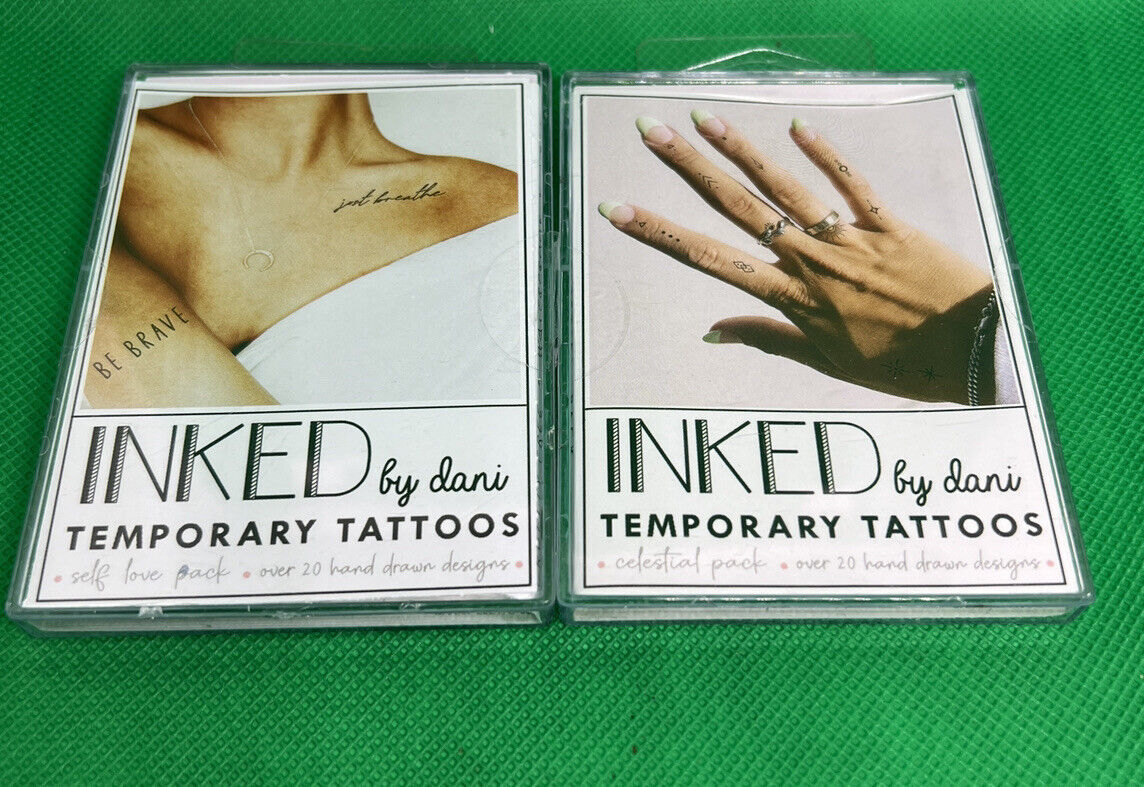 just breathe
BE BRAVE
INKED by dani
TEMPORARY TATTOOS
• self love pack • over 20 hand drawn designs •
INKED by dani
TEMPORARY TATTOOS
• celestial pack • over 20 hand drawn designs •